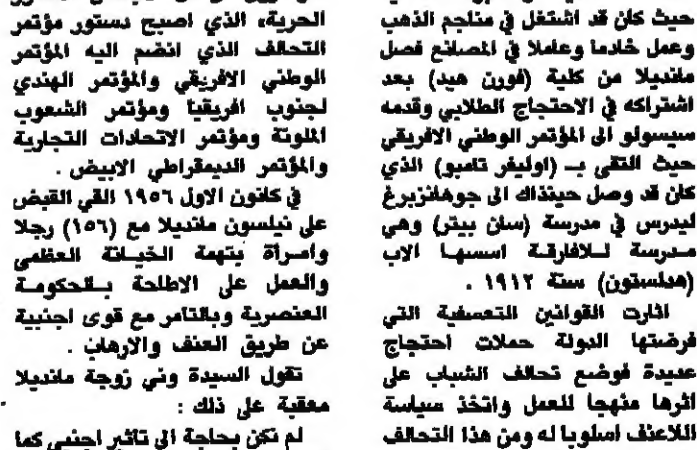 حيث كان قد اشتغل في مناجم الذهب
وعمل خادما وعاملا في المصانع فصل
مانديلا من كلية (فورن هيد) بعد
اشتراكه في الاحتجاج الطلابي وقدمه
سيسولو الى المؤتمر الوطني الافريقي
حيث التقى بـ (اوليفر تامبو) الذي
كان قد وصل حينذاك الى جوهانزبرغ
ليدرس في مدرسة (سان بيتر) وهي
مدرسة للافارقة اسسها الاب
(هدلستون) سنة ١٩١٢ .
اثارت القوانين التعسفية التي
فرضتها الدولة حملات احتجاج
عديدة فوضع تحالف الشباب على
اثرها منهجا للعمل واتخذ سياسة
اللاعنف اسلوبا له ومن هذا التحالف
الحرية، الذي اصبح دستور مؤتمر
التحالف الذي انضم اليه المؤتمر
الوطني الافريقي والمؤتمر الهندي
لجنوب افريقيا ومؤتمر الشعوب
الملونة ومؤتمر الاتحادات التجارية
والمؤتمر الديمقراطي الابيض .
في كانون الاول ١٩٥٦ القي القبض
على نيلسون مانديلا مع (١٥٦) رجلا
وامرأة بتهمة الخيانة العظمى
والعمل على الاطاحة بالحكومة
العنصرية وبالتامر مع قوى اجنبية
عن طريق العنف والارهاب .
تقول السيدة وني زوجة مانديلا
معقبة على ذلك :
لم نكن بحاجة الى تاثير اجنبي كما